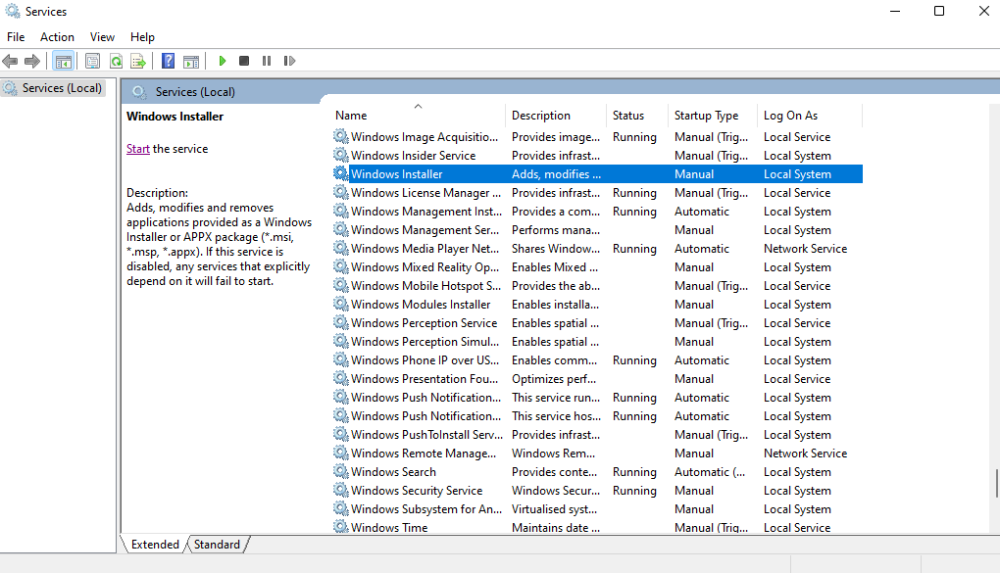 Services
File Action View Help
Services (Local)
Services (Local)
Windows Installer
Start the service
Description:
Adds, modifies and removes
applications provided as a Windows
Installer or APPX package (*.msi,
*.msp, *.appx). If this service is
disabled, any services that explicitly
depend on it will fail to start.
Name Description Status Startup Type Log On As
Windows Image Acquisitio... Provides image... Running Manual (Trig... Local Service
Windows Insider Service Provides infrast... Manual (Trig... Local System
Windows Installer Adds, modifies ... Manual Local System
Windows License Manager ... Provides infrast... Running Manual (Trig... Local Service
Windows Management Inst... Provides a com... Running Automatic Local System
Windows Management Ser... Performs mana... Manual Local System
Windows Media Player Net... Shares Window... Running Automatic Network Service
Windows Mixed Reality Op... Enables Mixed ... Manual Local System
Windows Mobile Hotspot S... Provides the ab... Manual (Trig... Local Service
Windows Modules Installer Enables installa... Manual Local System
Windows Perception Service Enables spatial ... Manual (Trig... Local Service
Windows Perception Simul... Enables spatial ... Manual Local System
Windows Phone IP over US... Enables comm... Running Automatic Local System
Windows Presentation Fou... Optimizes perf... Manual Local Service
Windows Push Notification... This service run... Running Automatic Local System
Windows Push Notification... This service hos... Running Automatic Local System
Windows PushToInstall Serv... Provides infrast... Manual (Trig... Local System
Windows Remote Manage... Windows Rem... Manual Network Service
Windows Search Provides conte... Running Automatic (... Local System
Windows Security Service Windows Secur... Running Manual Local System
Windows Subsystem for An... Virtualised syst... Manual Local System
Windows Time Maintains date ... Manual (Trig... Local Service
Extended Standard